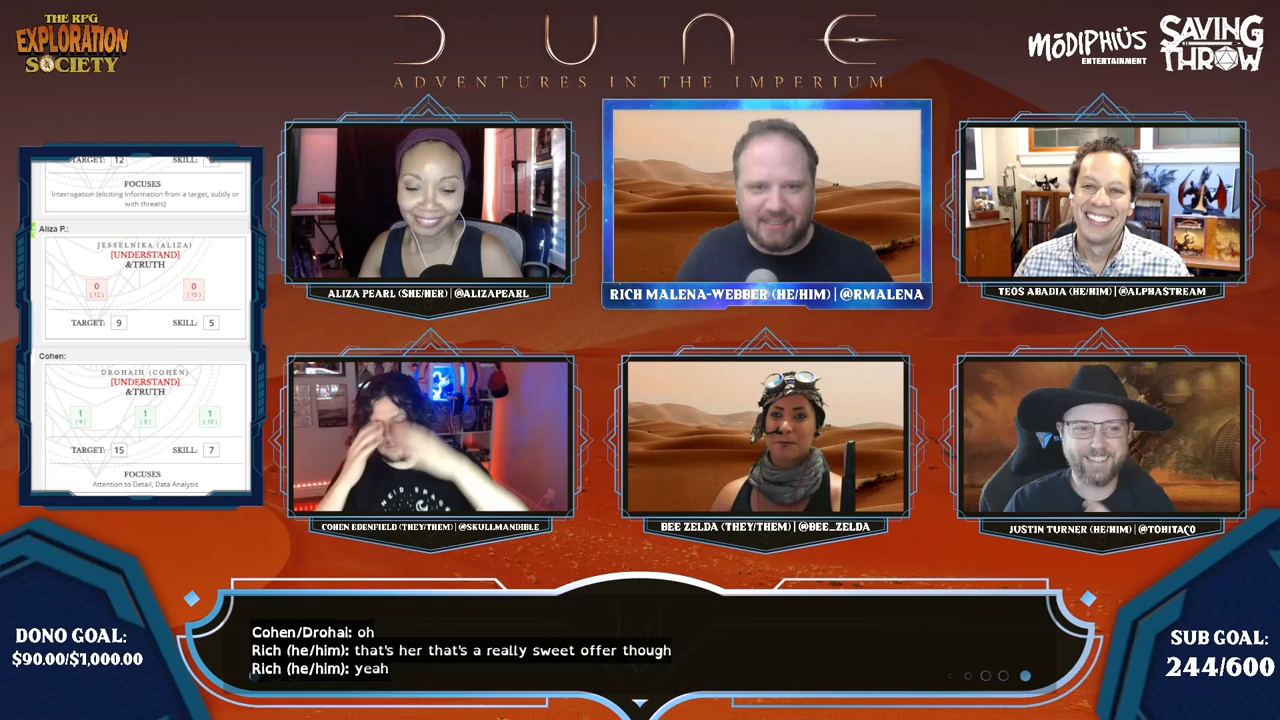 THE RPG
EXPLORATION
SOCIETY
DUNE
ADVENTURES IN THE IMPERIUM
MŌDIPHIÜS
ENTERTAINMENT
SAVING
THROW
TARGET: 12 SKILL:
FOCUSES
Interrogation (eliciting information from a target, subtly or
with threats)
Aliza P.:
JESSELNIKA (ALIZA)
[UNDERSTAND]
&TRUTH
0 0
(12) (15)
TARGET: 9 SKILL: 5
Cohen:
DROHAIH (COHEN)
[UNDERSTAND]
&TRUTH
1 1 1
(9) (9) (10)
TARGET: 15 SKILL: 7
FOCUSES
Attention to Detail, Data Analysis
ALIZA PEARL (SHE/HER) | @ALIZAPEARL
RICH MALENA-WEBBER (HE/HIM) | @RMALENA
TEOS ABADIA (HE/HIM) | @ALPHASTREAM
COHEN EDENFIELD (THEY/THEM) | @SKULLMANDIBLE
BEE ZELDA (THEY/THEM) | @BEE_ZELDA
JUSTIN TURNER (HE/HIM) | @TOHITACO
DONO GOAL:
$90.00/$1,000.00
Cohen/Drohai: oh
Rich (he/him): that's her that's a really sweet offer though
Rich (he/him): yeah
SUB GOAL:
244/600